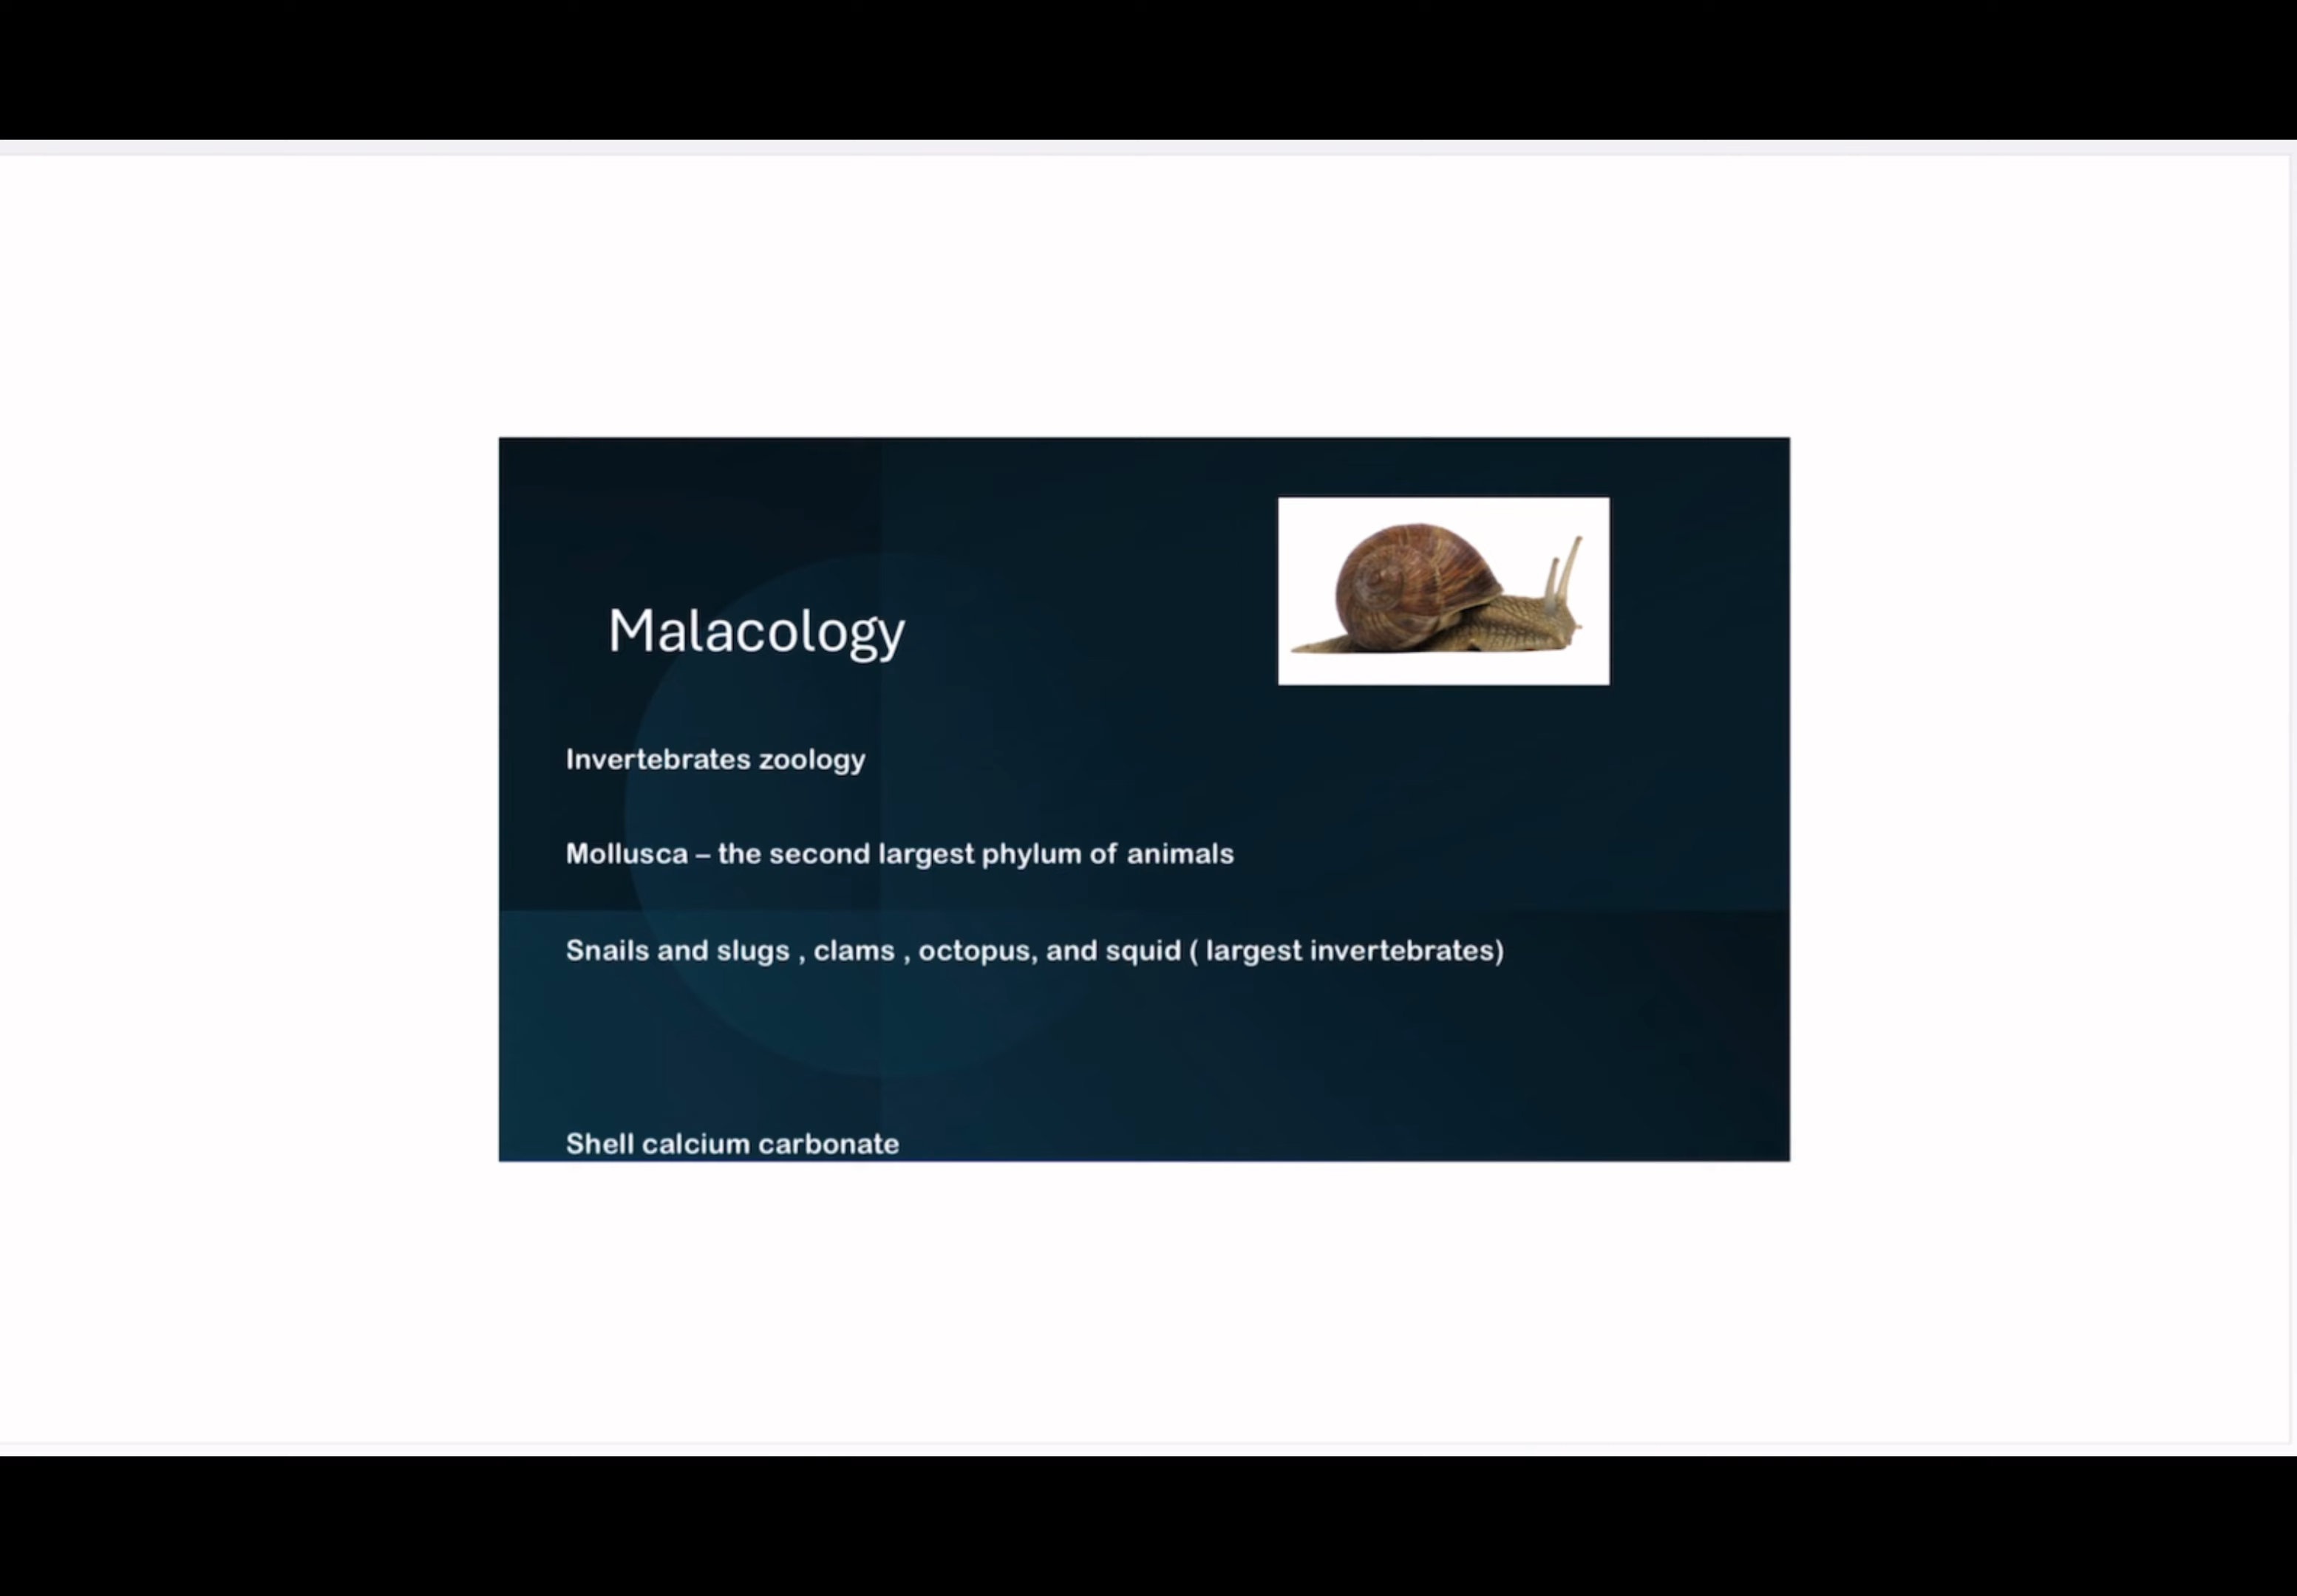 Malacology
Invertebrates zoology
Mollusca – the second largest phylum of animals
Snails and slugs , clams , octopus, and squid ( largest invertebrates)
Shell calcium carbonate